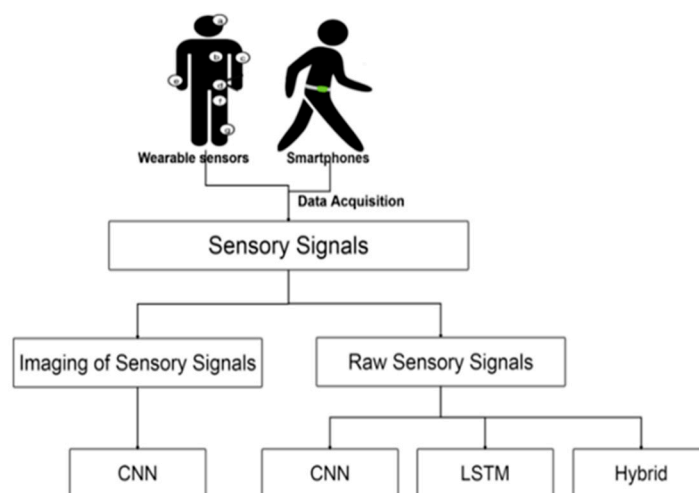 a
b
c
e
d
f
g
Wearable sensors
Smartphones
Data Acquisition
Sensory Signals
Imaging of Sensory Signals
Raw Sensory Signals
CNN
CNN
LSTM
Hybrid